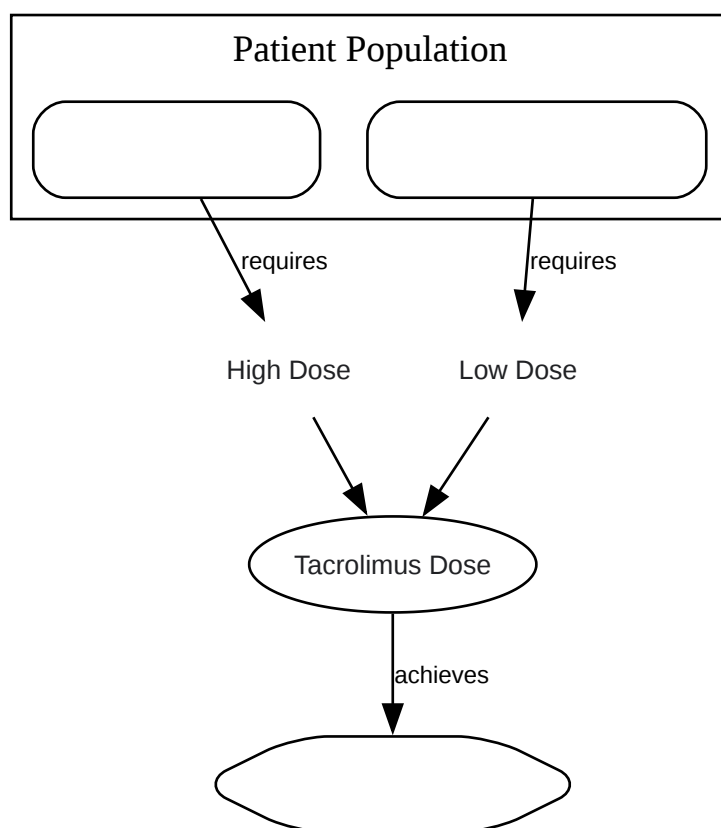 Patient Population
requires
requires
High Dose
Low Dose
Tacrolimus Dose
achieves